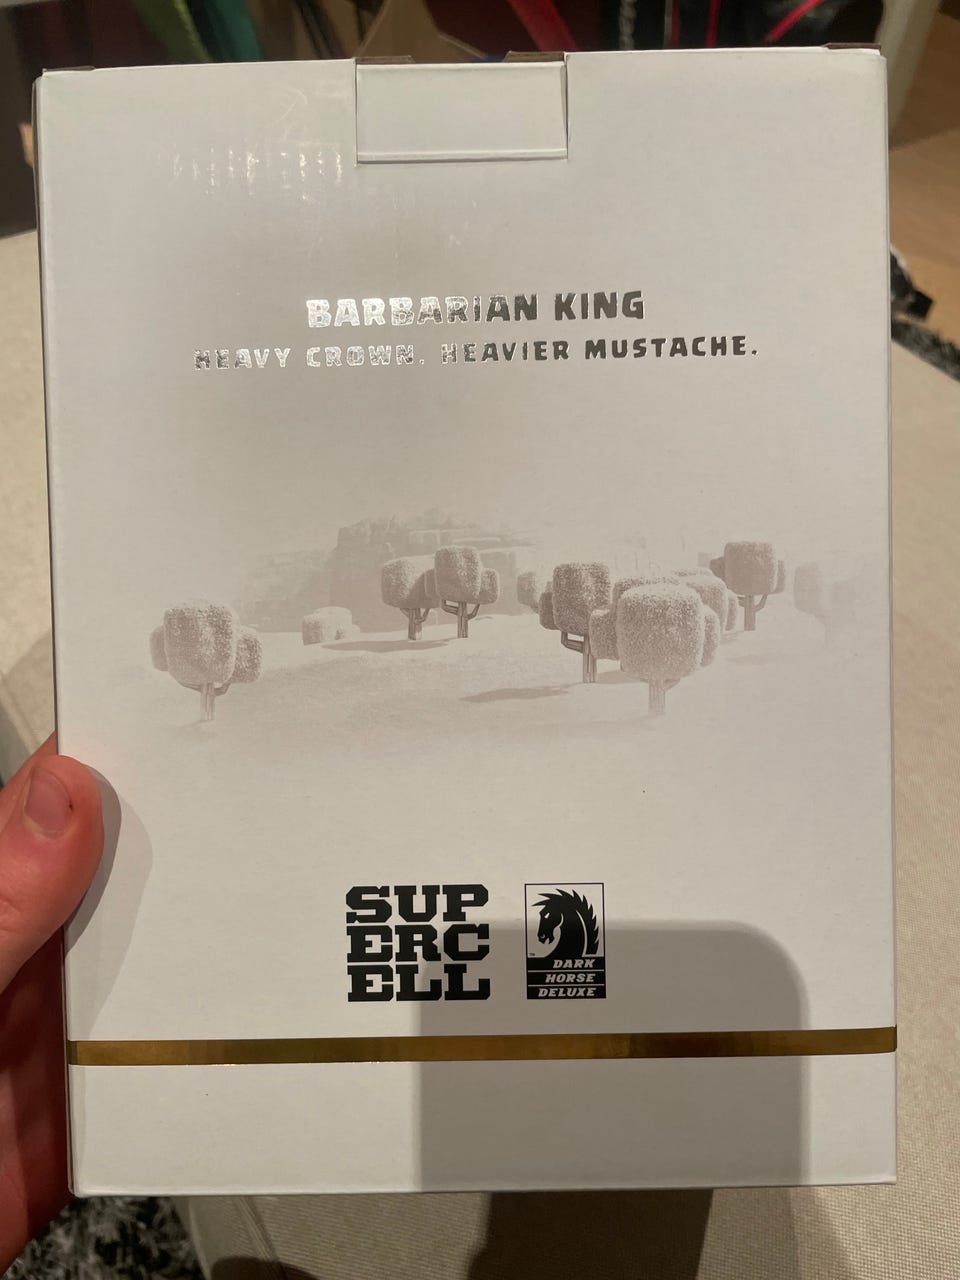 BARBARIAN KING
HEAVY CROWN. HEAVIER MUSTACHE.
SUP
ERC
ELL
DARK
HORSE
DELUXE